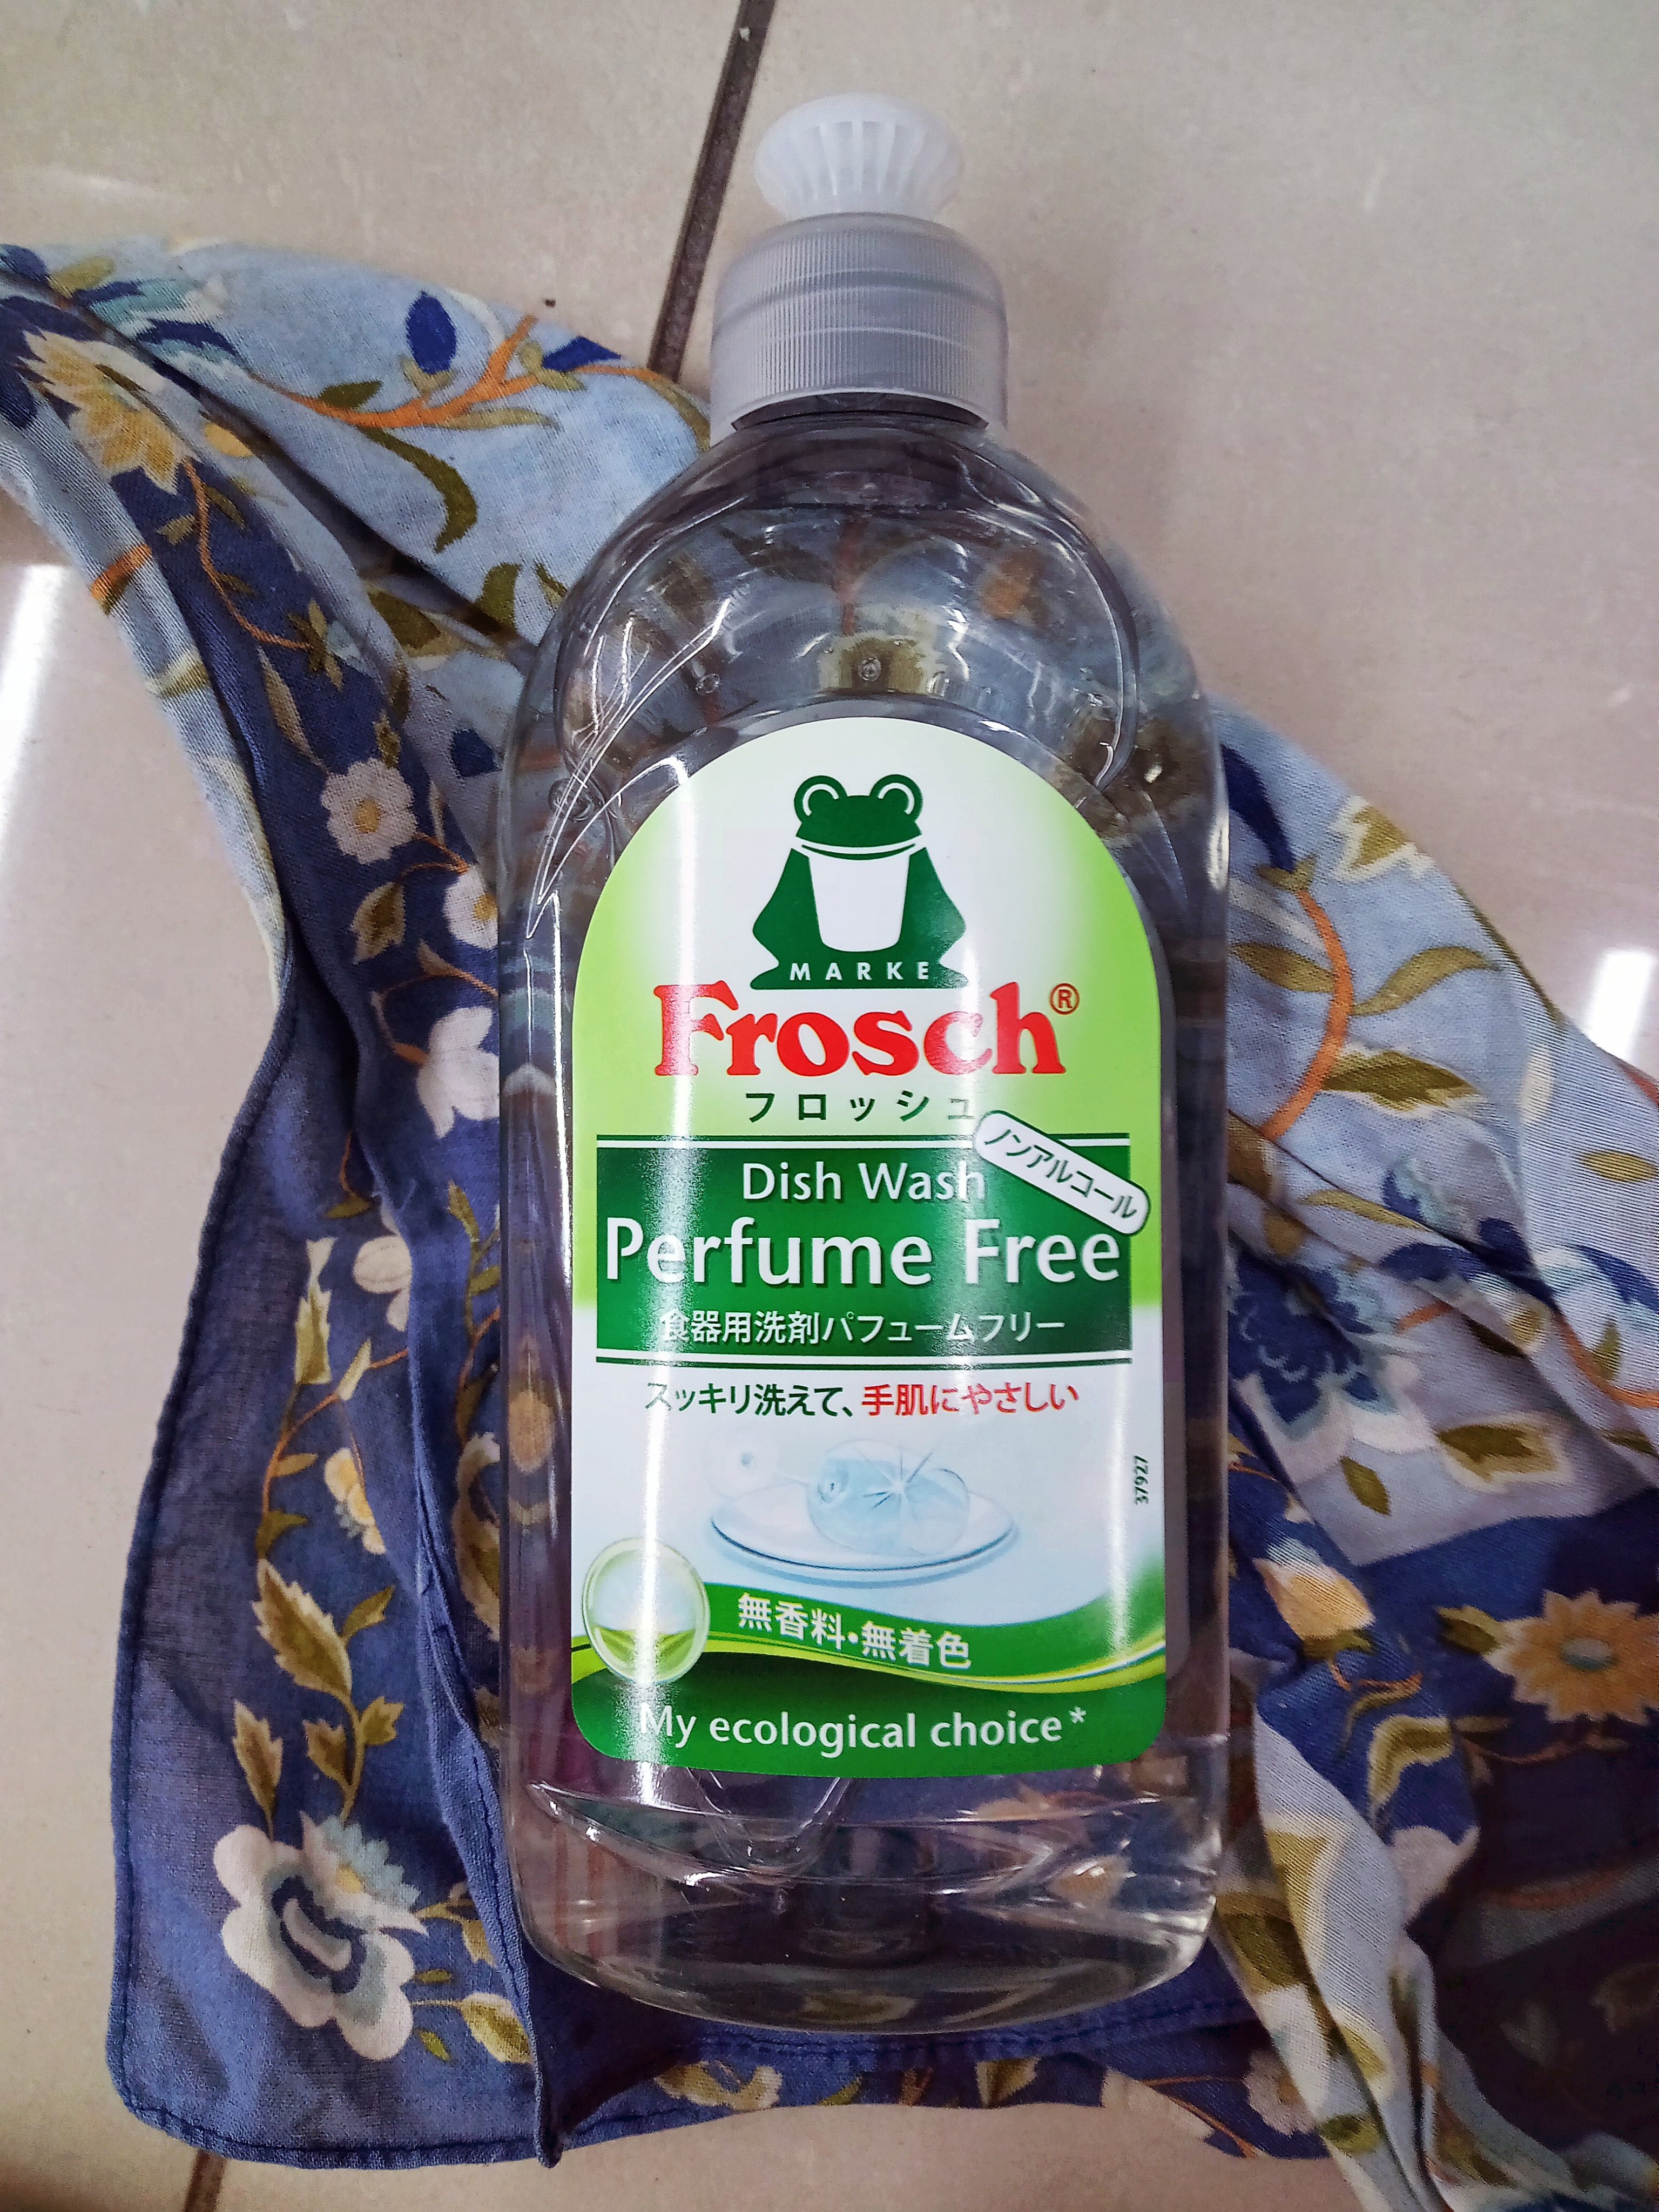 MARKE
Frosch®
フロッシュ
ノンアルコール
Dish Wash
Perfume Free
食器用洗剤パフュームフリー
スッキリ洗えて、手肌にやさしい
37927
無香料・無着色
My ecological choice*